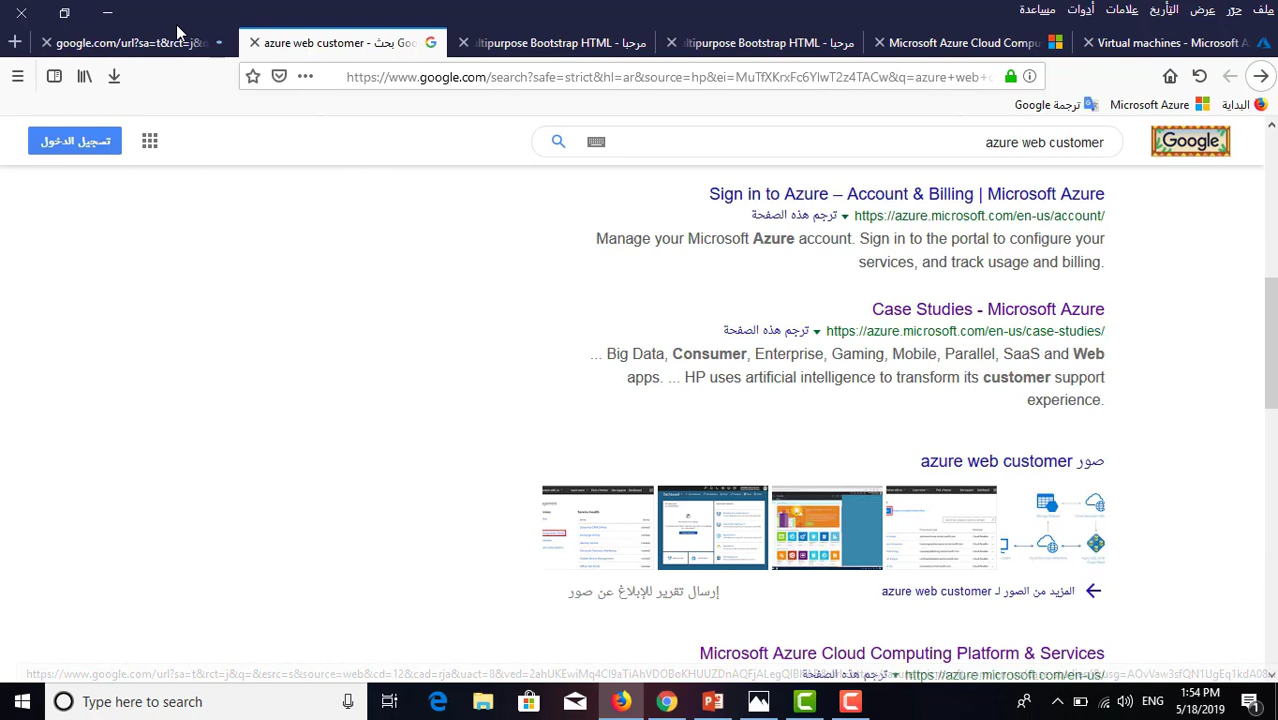 ملف تحرير عرض التأريخ علامات أدوات مساعدة
Virtual machines - Microsoft A
Microsoft Azure Cloud Compu
ultipurpose Bootstrap HTML - مرحبا
ultipurpose Bootstrap HTML - مرحبا
azure web customer - بحث Goo
google.com/url?sa=t&rct=j&
https://www.google.com/search?safe=strict&hl=ar&source=hp&ei=MuTfXKrxFc6YlwT2z4TACw&q=azure+web+c
البداية
Microsoft Azure
ترجمة Google
Google
azure web customer
تسجيل الدخول
Sign in to Azure – Account & Billing | Microsoft Azure
https://azure.microsoft.com/en-us/account/ ترجم هذه الصفحة
Manage your Microsoft Azure account. Sign in to the portal to configure your
services, and track usage and billing.
Case Studies - Microsoft Azure
https://azure.microsoft.com/en-us/case-studies/ ترجم هذه الصفحة
... Big Data, Consumer, Enterprise, Gaming, Mobile, Parallel, SaaS and Web
apps. ... HP uses artificial intelligence to transform its customer support
experience.
صور azure web customer
المزيد من الصور لـ azure web customer
إرسال تقرير للإبلاغ عن صور
Microsoft Azure Cloud Computing Platform & Services
https://azure.microsoft.com/en-us/ ترجم هذه الصفحة
Type here to search
ENG
1:54 PM
5/18/2019